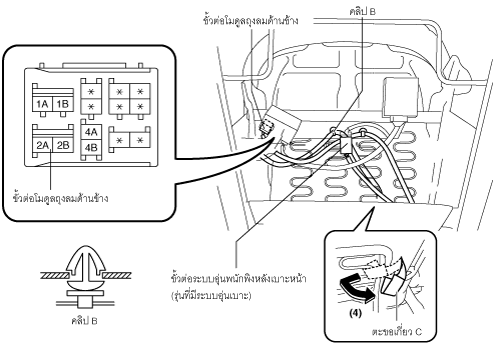 คลิป B
ขั้วต่อโมดูลถุงลมด้านข้าง
* * *
1A 1B * *
4A
2A 2B 4B * *
ขั้วต่อโมดูลถุงลมด้านข้าง
ขั้วต่อระบบอุ่นพนักพิงหลังเบาะหน้า
(รุ่นที่มีระบบอุ่นเบาะ)
คลิป B
(4)
ตะขอเกี่ยว C